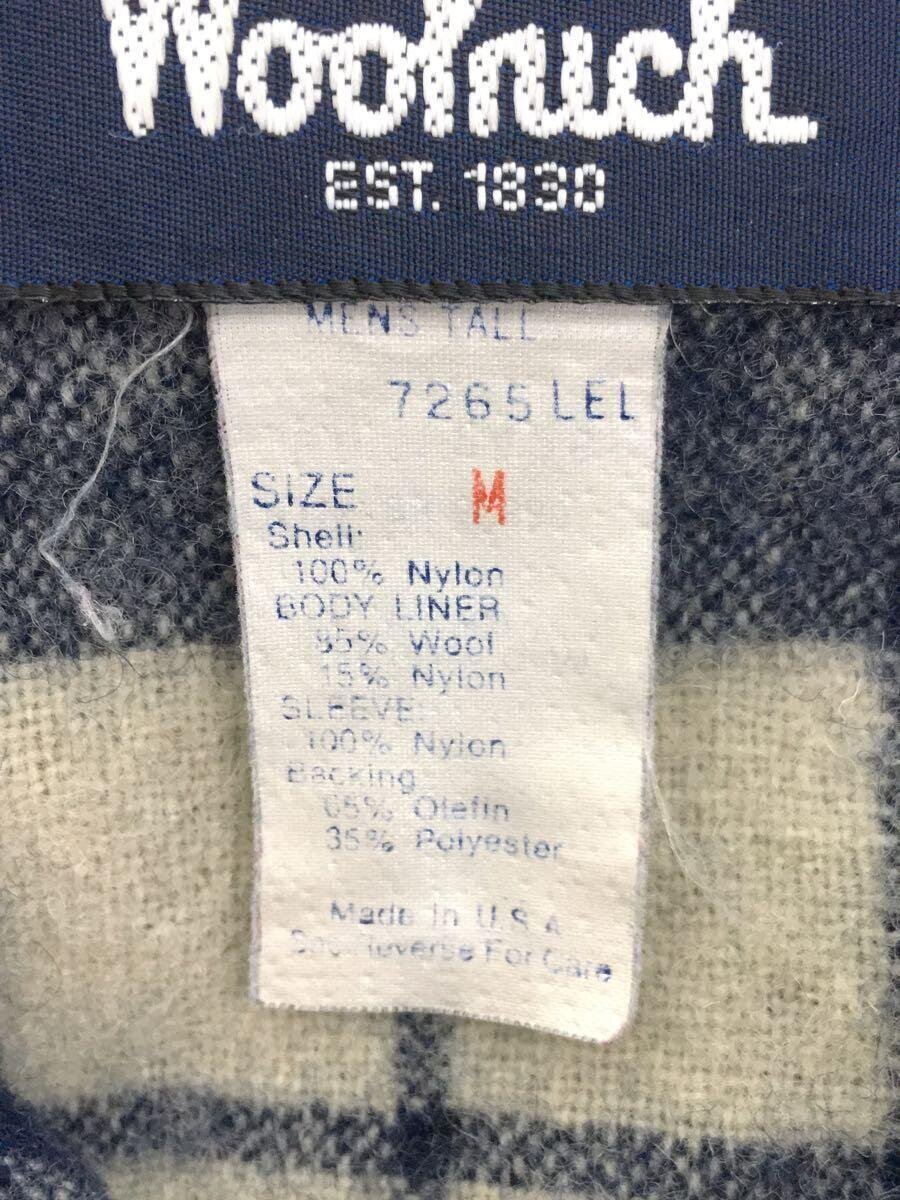 Woolrich
EST. 1830
MENS TALL
7265 LEL
SIZE M
Shell:
100% Nylon
BODY LINER
85% Wool
15% Nylon
SLEEVE
100% Nylon
Backing
65% Olefin
35% Polyester
Made in U.S.A
See Reverse For Care